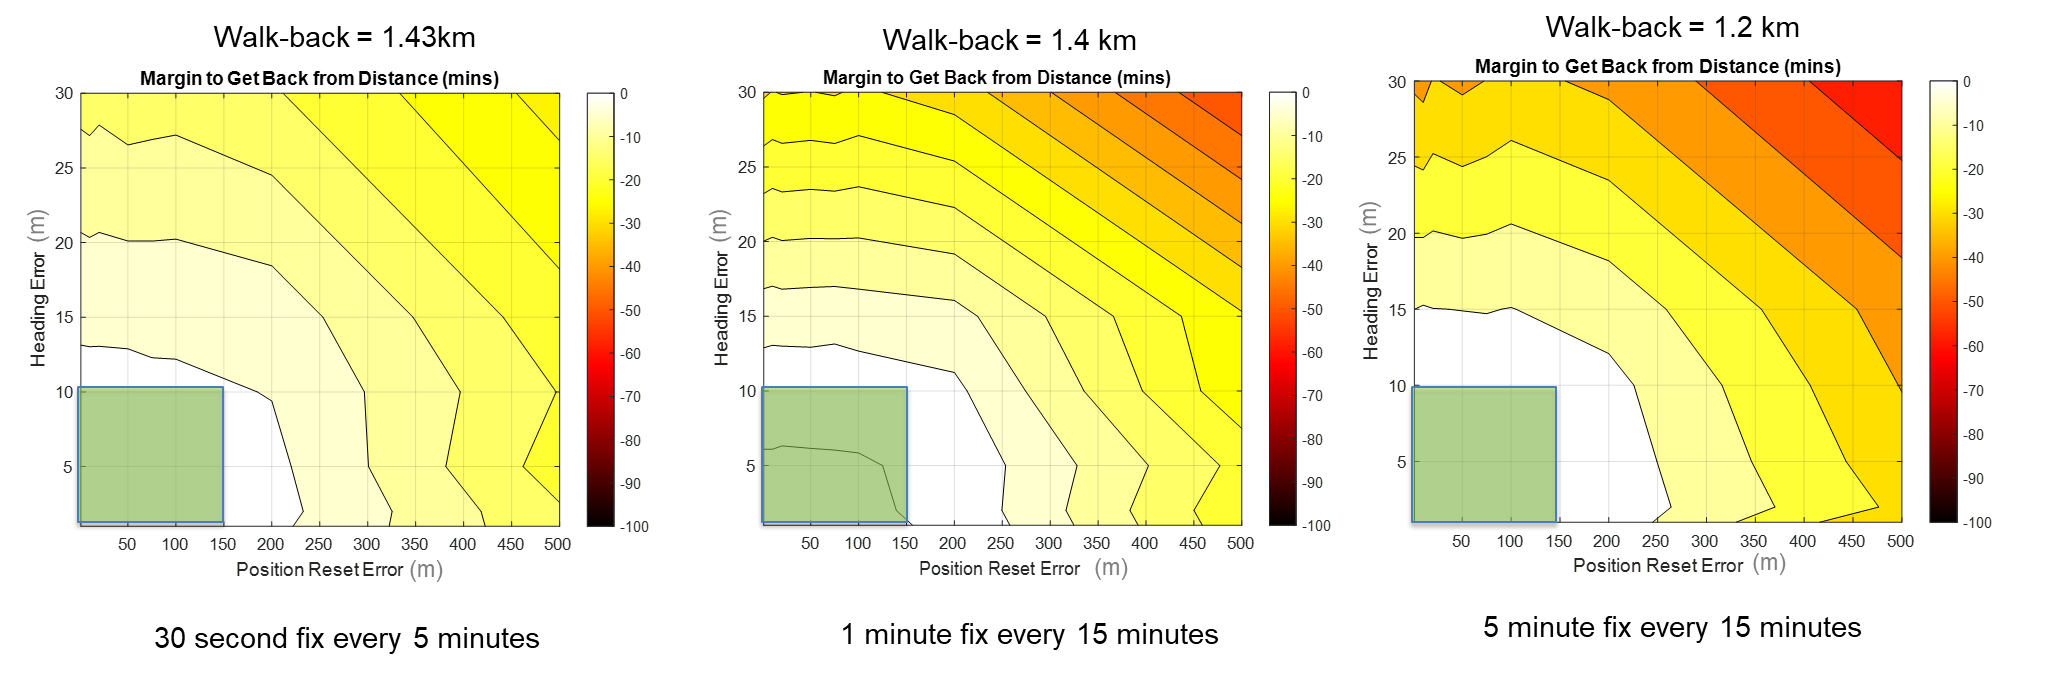 Walk-back = 1.43km
Margin to Get Back from Distance (mins)
30
25
20
15
10
5
50 100 150 200 250 300 350 400 450 500
Heading Error (m)
Position Reset Error (m)
0
-10
-20
-30
-40
-50
-60
-70
-80
-90
-100
30 second fix every 5 minutes
Walk-back = 1.4 km
Margin to Get Back from Distance (mins)
30
25
20
15
10
5
50 100 150 200 250 300 350 400 450 500
Heading Error (m)
Position Reset Error (m)
0
-10
-20
-30
-40
-50
-60
-70
-80
-90
-100
1 minute fix every 15 minutes
Walk-back = 1.2 km
Margin to Get Back from Distance (mins)
30
25
20
15
10
5
50 100 150 200 250 300 350 400 450 500
Heading Error (m)
Position Reset Error (m)
0
-10
-20
-30
-40
-50
-60
-70
-80
-90
-100
5 minute fix every 15 minutes